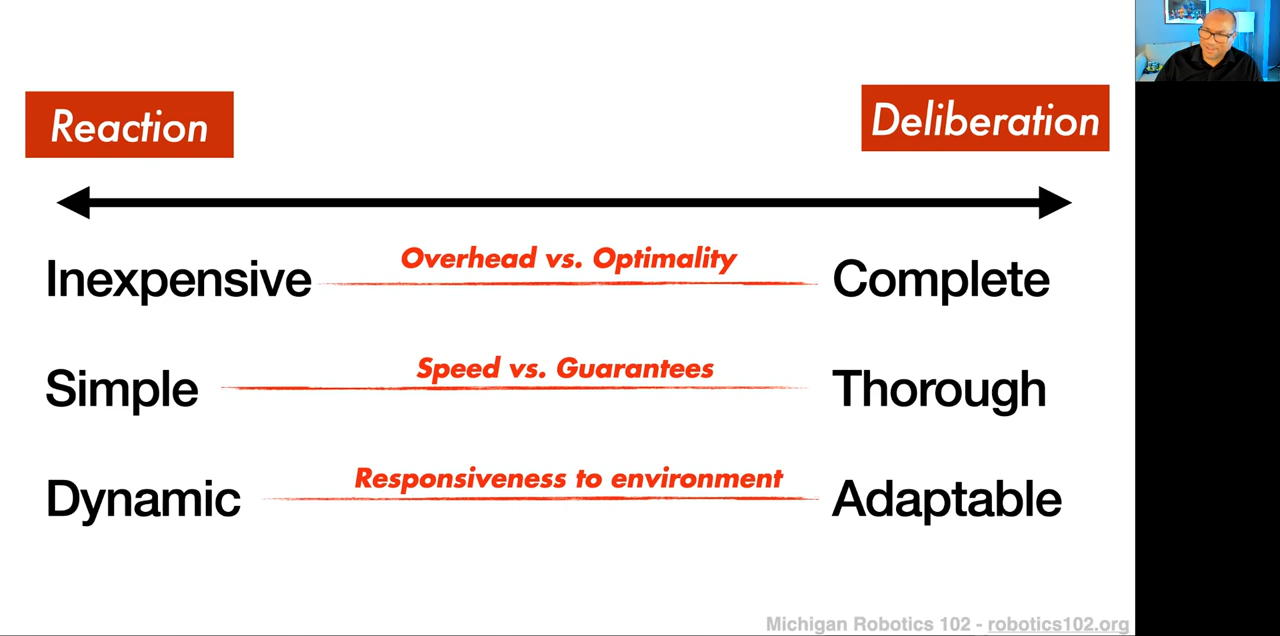 Reaction
Deliberation
Overhead vs. Optimality
Inexpensive
Complete
Speed vs. Guarantees
Simple
Thorough
Responsiveness to environment
Dynamic
Adaptable
Michigan Robotics 102 - robotics102.org